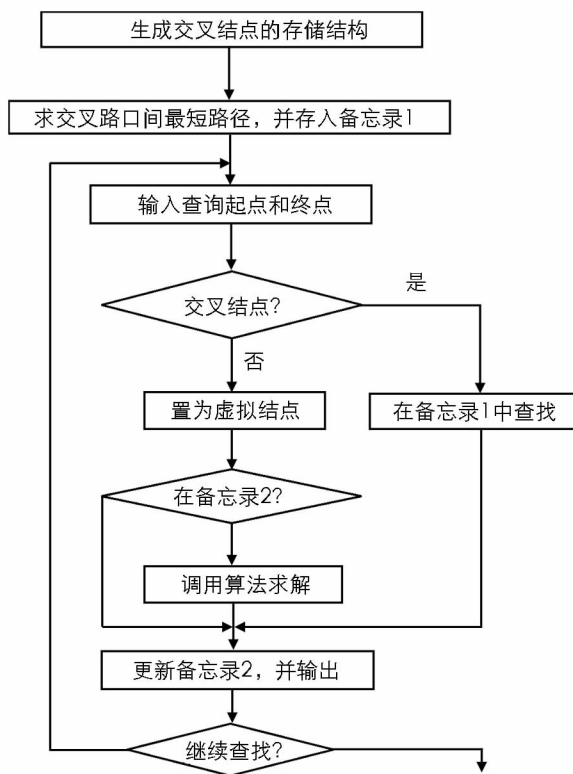 生成交叉结点的存储结构
求交叉路口间最短路径，并存入备忘录1
输入查询起点和终点
交叉结点?
是
否
置为虚拟结点
在备忘录1中查找
在备忘录2?
调用算法求解
更新备忘录2，并输出
继续查找?